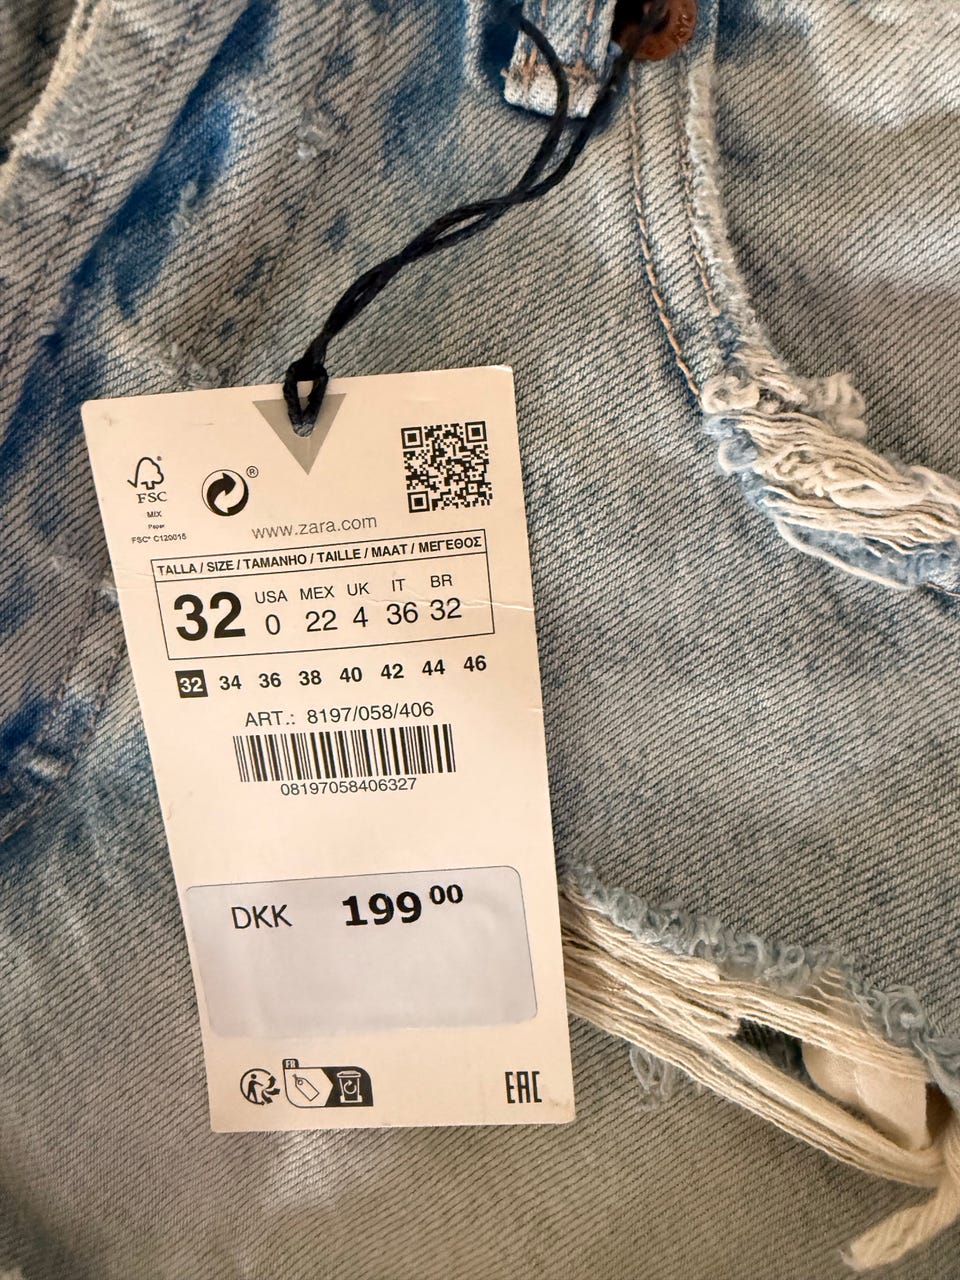 FSC
MIX
Paper
FSC® C120015
®
www.zara.com
TALLA / SIZE / TAMANHO / TAILLE / MAAT / ΜΕΓΕΘΟΣ
USA MEX UK IT BR
32 0 22 4 36 32
32 34 36 38 40 42 44 46
ART.: 8197/058/406
08197058406327
DKK 199 00
FR
EAC